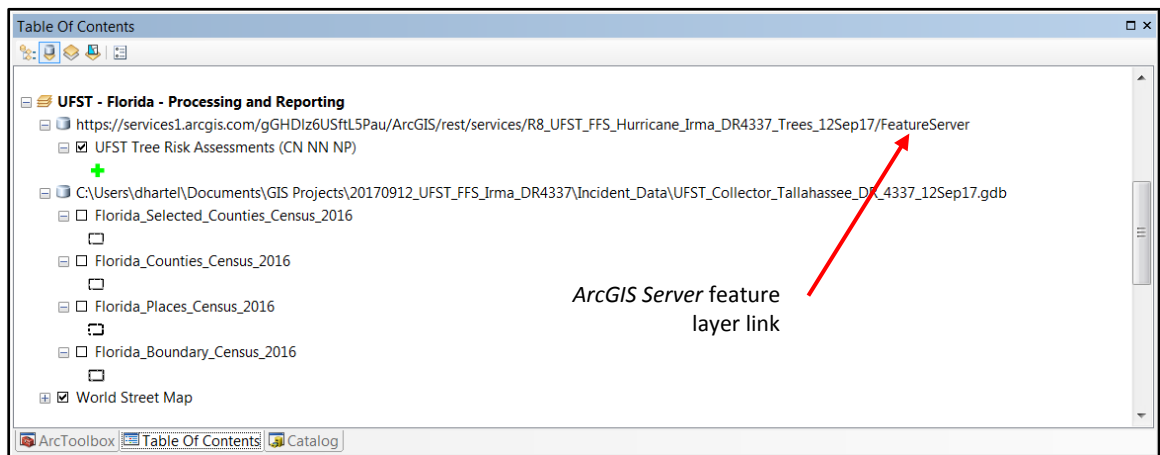 Table Of Contents
UFST - Florida - Processing and Reporting
https://services1.arcgis.com/gGHDlz6USftL5Pau/ArcGIS/rest/services/R8_UFST_FFS_Hurricane_Irma_DR4337_Trees_12Sep17/FeatureServer
UFST Tree Risk Assessments (CN NN NP)
C:\Users\dhartel\Documents\GIS Projects\20170912_UFST_FFS_Irma_DR4337\Incident_Data\UFST_Collector_Tallahassee_DR_4337_12Sep17.gdb
Florida_Selected_Counties_Census_2016
Florida_Counties_Census_2016
Florida_Places_Census_2016
Florida_Boundary_Census_2016
World Street Map
ArcGIS Server feature
layer link
ArcToolbox Table Of Contents Catalog